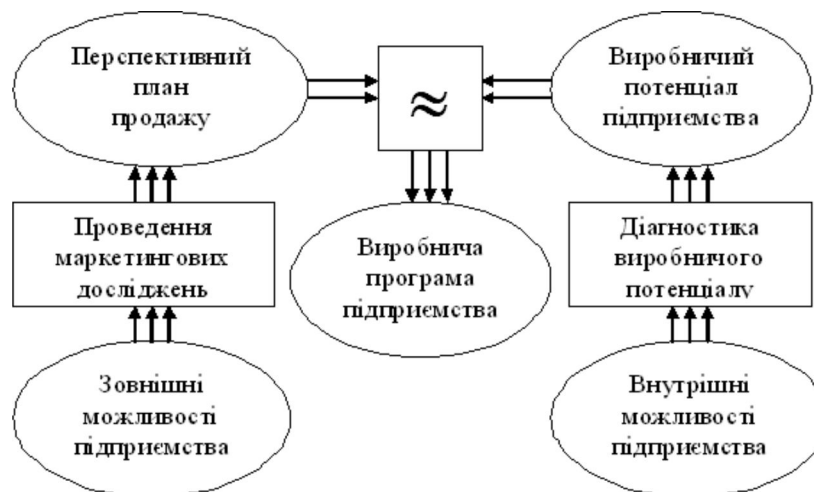 Перспективний
план
продажу
≈
Виробничий
потенціал
підприємства
Проведення
маркетингових
досліджень
Виробнича
програма
підприємства
Діагностика
виробничого
потенціалу
Зовнішні
можливості
підприємства
Внутрішні
можливості
підприємства